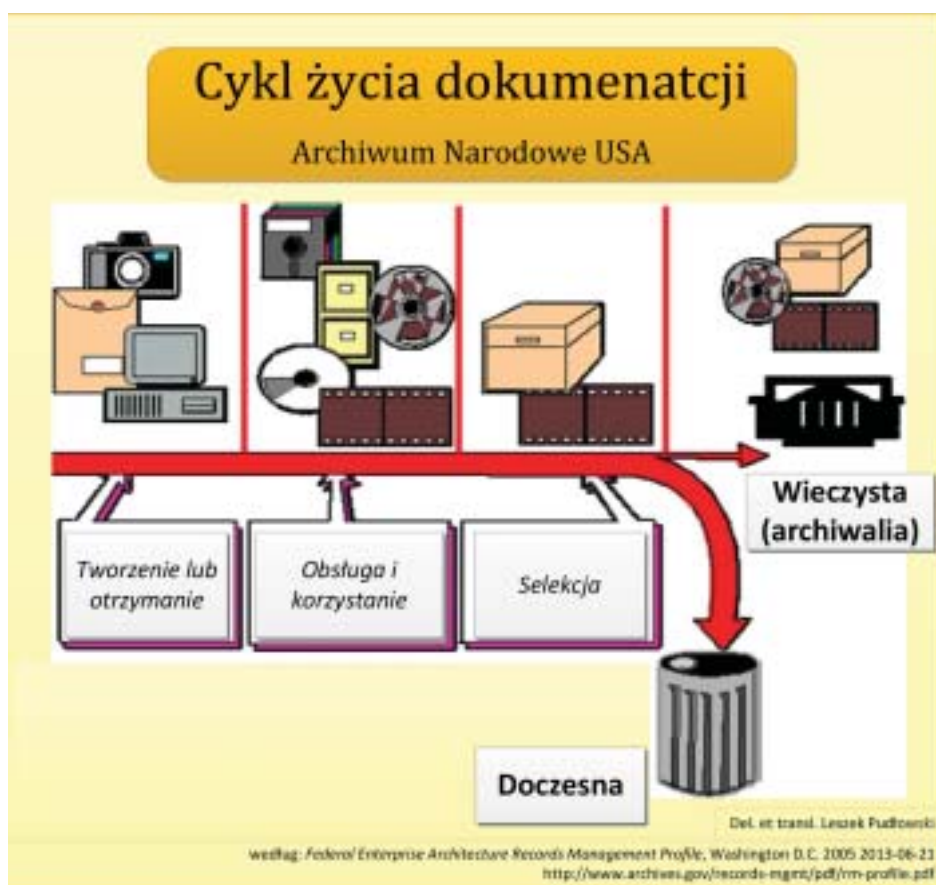 Cykl życia dokumenatcji
Archiwum Narodowe USA
Wieczysta
(archiwalia)
Tworzenie lub
otrzymanie
Obsługa i
korzystanie
Selekcja
Doczesna
Del. et transl. Leszek Pudłowski
według: Federal Enterprise Architecture Records Management Profile, Washington D.C. 2005 2013-06-21
http://www.archives.gov/records-mgmt/pdf/rm-profile.pdf